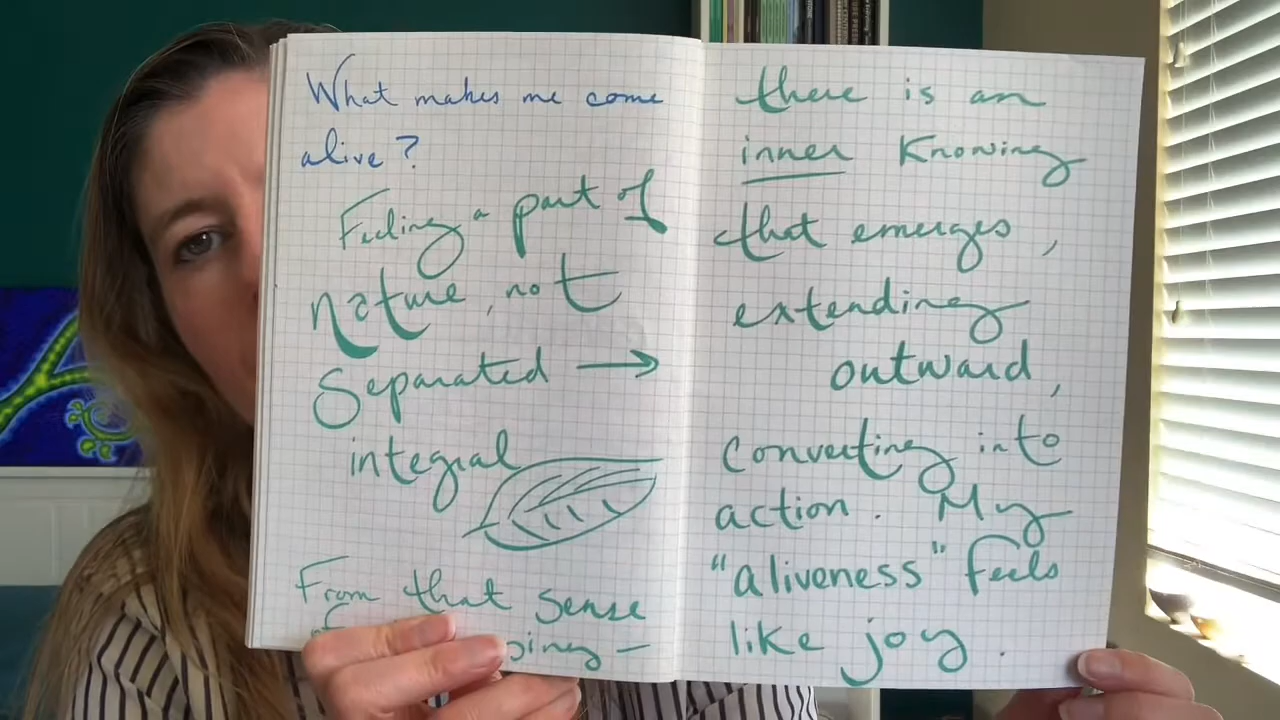 What makes me come
alive?
Feeling a part of
nature, not
Separated →
integral
From that sense
of
there is an
inner Knowing
that emerges,
extending
outward,
Converting into
action. My
"aliveness" feels
like joy.